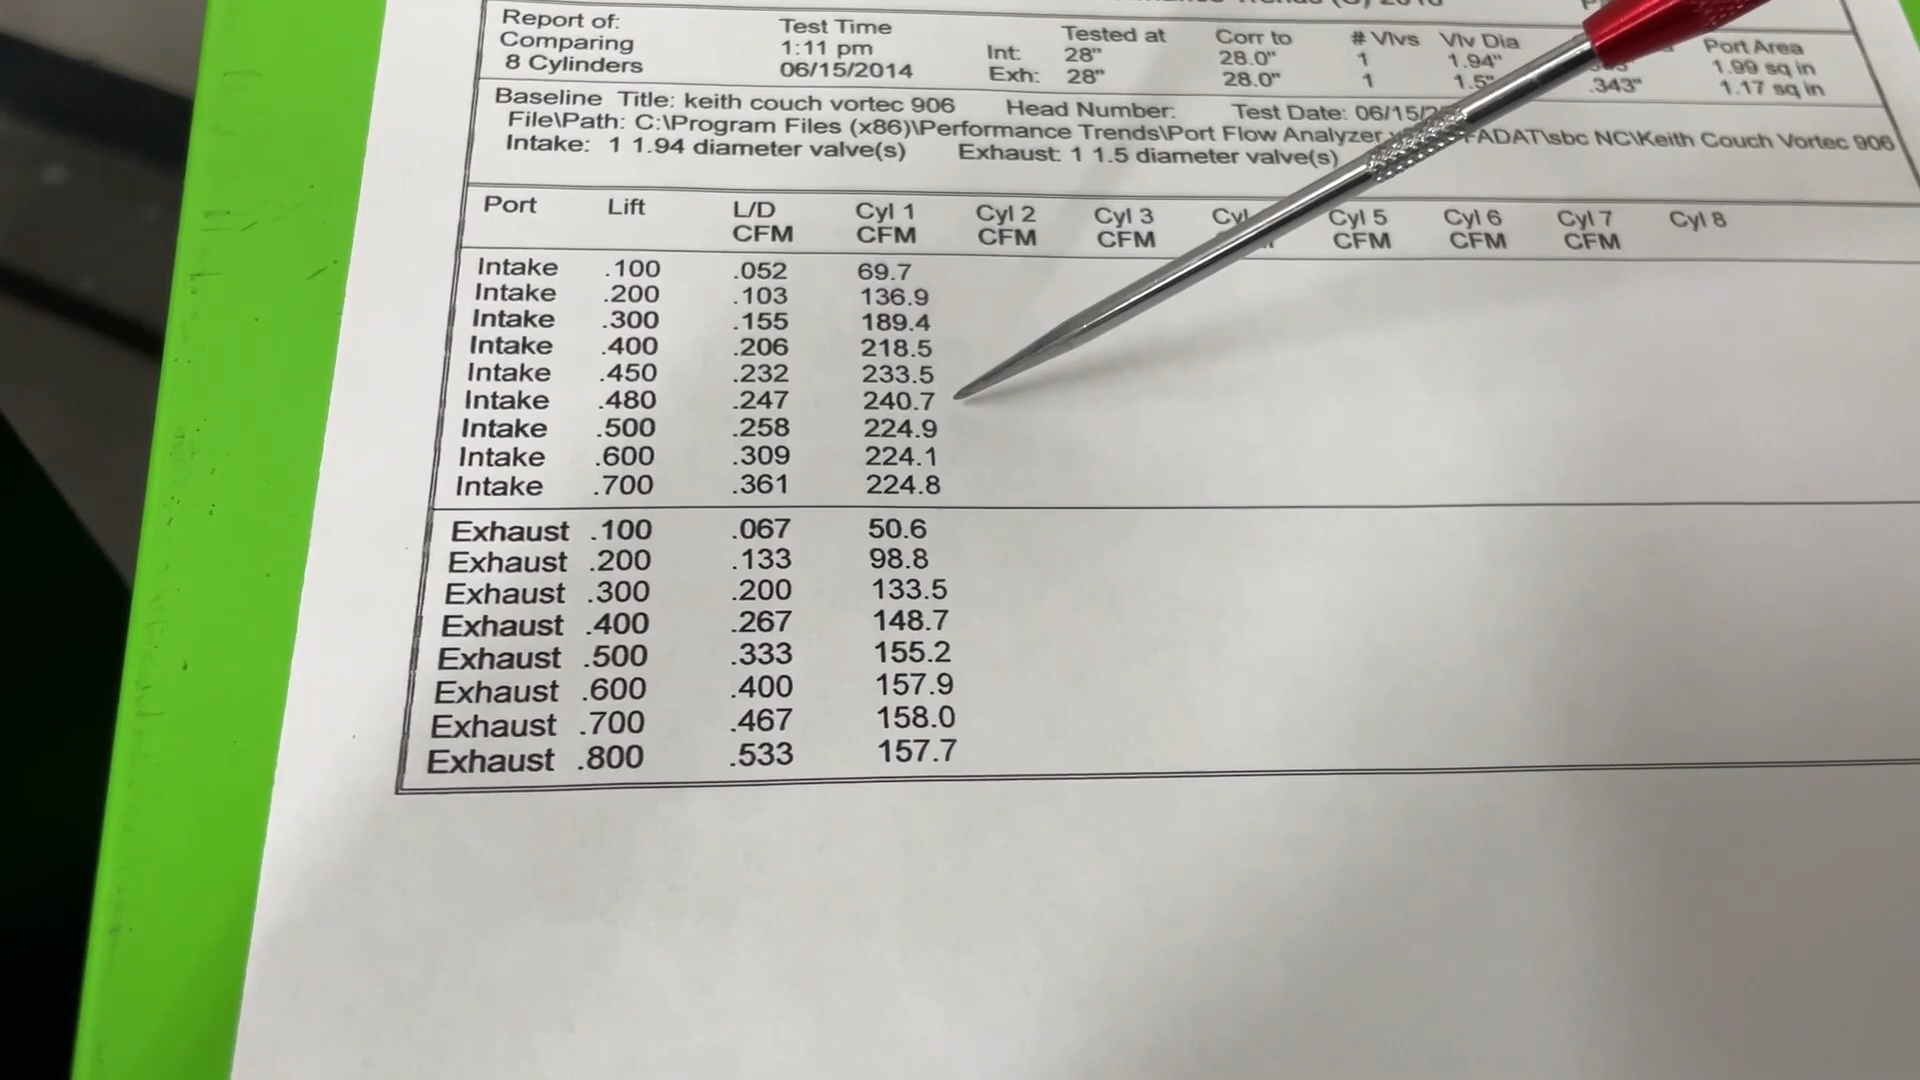 Report of: Test Time Tested at Corr to # Vlvs Vlv Dia Port Area
Comparing 1:11 pm Int: 28" 28.0" 1 1.94" 1.99 sq in
8 Cylinders 06/15/2014 Exh: 28" 28.0" 1 1.5" .343" 1.17 sq in
Baseline Title: keith couch vortec 906 Head Number: Test Date:
File\Path: C:\Program Files (x86)\Performance Trends\Port Flow Analyzer \sbc NC\Keith Couch Vortec 906
Intake: 1 1.94 diameter valve(s) Exhaust: 1 1.5 diameter valve(s)
Port Lift L/D Cyl 1 Cyl 2 Cyl 3 Cyl Cyl 5 Cyl 6 Cyl 7 Cyl 8
CFM CFM CFM CFM CFM CFM CFM
Intake .100 .052 69.7
Intake .200 .103 136.9
Intake .300 .155 189.4
Intake .400 .206 218.5
Intake .450 .232 233.5
Intake .480 .247 240.7
Intake .500 .258 224.9
Intake .600 .309 224.1
Intake .700 .361 224.8
Exhaust .100 .067 50.6
Exhaust .200 .133 98.8
Exhaust .300 .200 133.5
Exhaust .400 .267 148.7
Exhaust .500 .333 155.2
Exhaust .600 .400 157.9
Exhaust .700 .467 158.0
Exhaust .800 .533 157.7